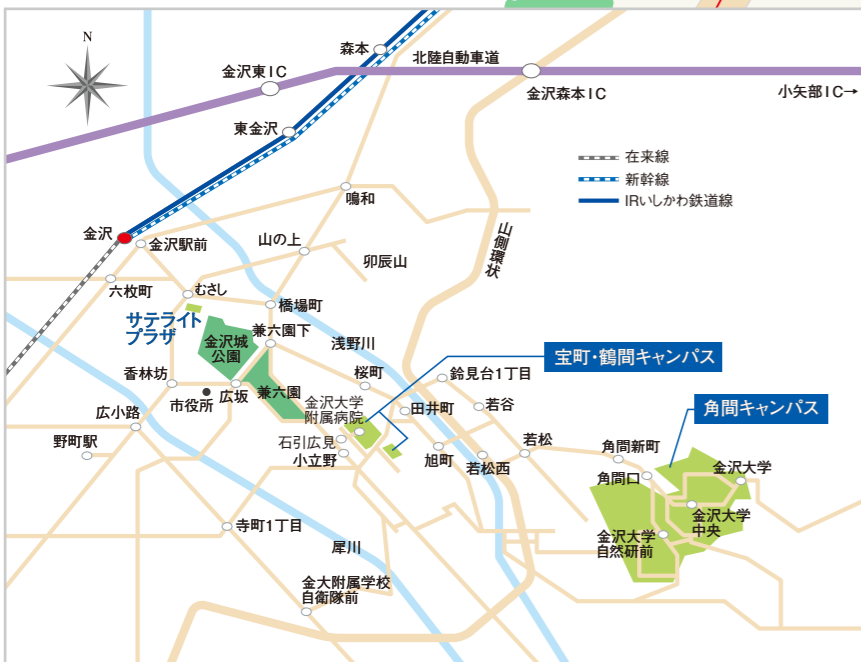 N
森本
北陸自動車道
金沢東IC
金沢森本IC
小矢部IC→
東金沢
在来線
新幹線
IRいしかわ鉄道線
鳴和
金沢
金沢駅前
山の上
卯辰山
山側環状
六枚町
むさし
橋場町
サテライト
プラザ
金沢城
公園
兼六園下
浅野川
宝町・鶴間キャンパス
香林坊
市役所
広坂
兼六園
桜町
鈴見台1丁目
金沢大学
附属病院
田井町
若谷
角間キャンパス
広小路
野町駅
石引広見
小立野
旭町
若松西
若松
角間新町
角間口
金沢大学
金沢大学
中央
金沢大学
自然研前
寺町1丁目
犀川
金大附属学校
自衛隊前